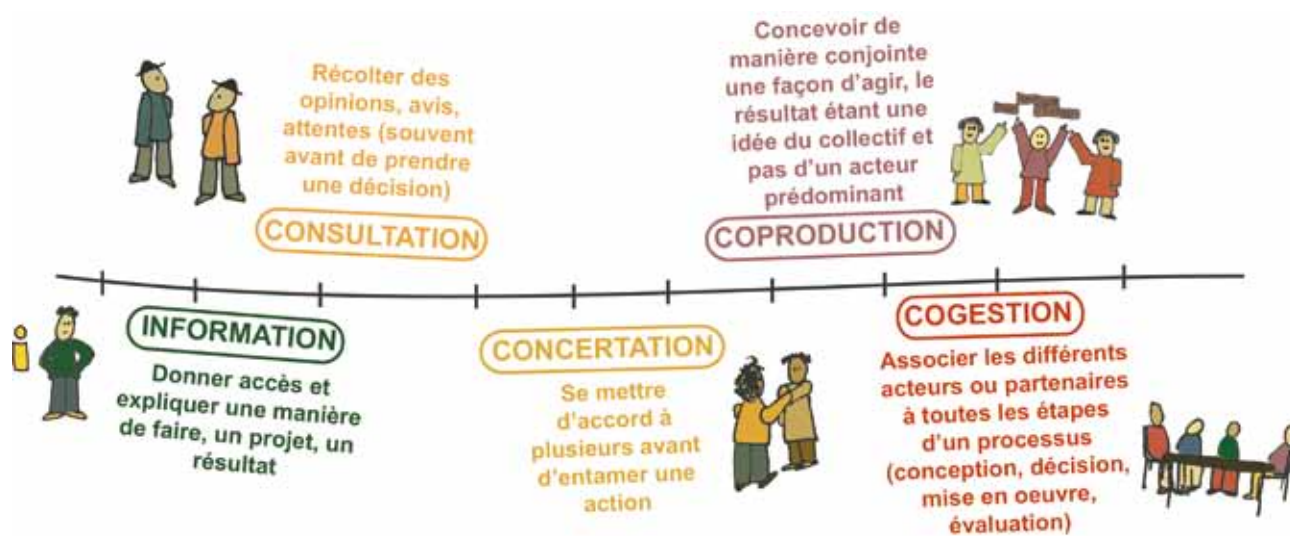 Récolter des
opinions, avis,
attentes (souvent
avant de prendre
une décision)
CONSULTATION
Concevoir de
manière conjointe
une façon d'agir, le
résultat étant une
idée du collectif et
pas d'un acteur
prédominant
COPRODUCTION
i
INFORMATION
Donner accès et
expliquer une manière
de faire, un projet, un
résultat
CONCERTATION
Se mettre
d'accord à
plusieurs avant
d'entamer une
action
COGESTION
Associer les différents
acteurs ou partenaires
à toutes les étapes
d'un processus
(conception, décision,
mise en oeuvre,
évaluation)